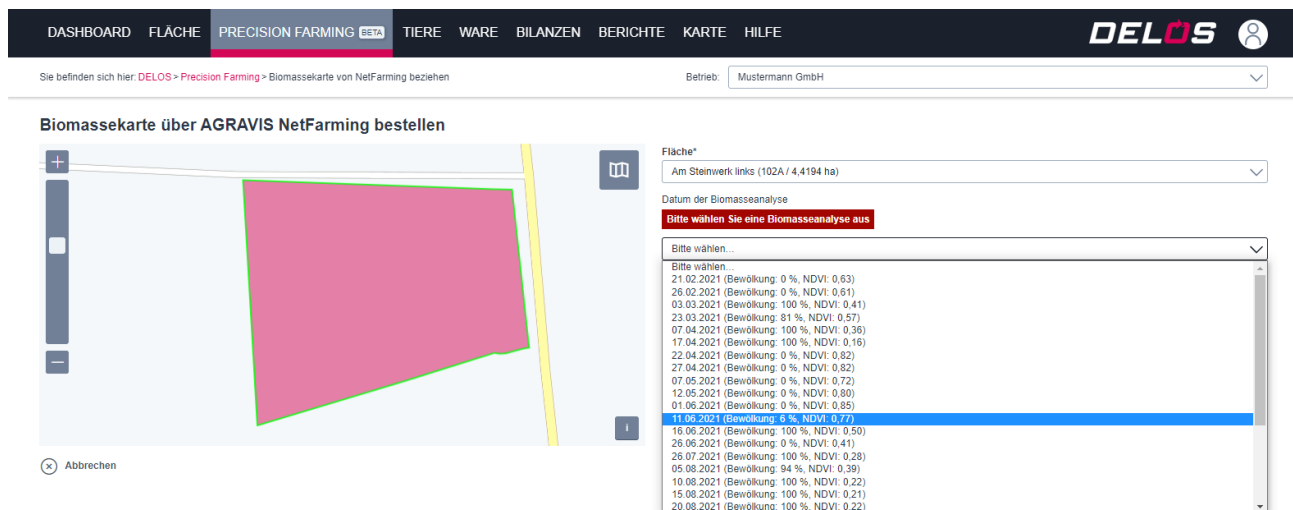 DASHBOARD FLÄCHE PRECISION FARMING BETA TIERE WARE BILANZEN BERICHTE KARTE HILFE DELOS
Sie befinden sich hier: DELOS > Precision Farming > Biomassekarte von NetFarming beziehen Betrieb: Mustermann GmbH
Biomassekarte über AGRAVIS NetFarming bestellen
Fläche*
Am Steinwerk links (102A / 4,4194 ha)
Datum der Biomasseanalyse
Bitte wählen Sie eine Biomasseanalyse aus
Bitte wählen...
Bitte wählen...
21.02.2021 (Bewölkung: 0 %, NDVI: 0,63)
26.02.2021 (Bewölkung: 0 %, NDVI: 0,61)
03.03.2021 (Bewölkung: 100 %, NDVI: 0,41)
23.03.2021 (Bewölkung: 81 %, NDVI: 0,57)
07.04.2021 (Bewölkung: 100 %, NDVI: 0,36)
17.04.2021 (Bewölkung: 100 %, NDVI: 0,16)
22.04.2021 (Bewölkung: 0 %, NDVI: 0,82)
27.04.2021 (Bewölkung: 0 %, NDVI: 0,82)
07.05.2021 (Bewölkung: 0 %, NDVI: 0,72)
12.05.2021 (Bewölkung: 0 %, NDVI: 0,80)
01.06.2021 (Bewölkung: 0 %, NDVI: 0,85)
11.06.2021 (Bewölkung: 6 %, NDVI: 0,77)
16.06.2021 (Bewölkung: 100 %, NDVI: 0,50)
26.06.2021 (Bewölkung: 0 %, NDVI: 0,41)
26.07.2021 (Bewölkung: 100 %, NDVI: 0,28)
05.08.2021 (Bewölkung: 94 %, NDVI: 0,39)
10.08.2021 (Bewölkung: 100 %, NDVI: 0,22)
15.08.2021 (Bewölkung: 100 %, NDVI: 0,21)
20.08.2021 (Bewölkung: 100 %, NDVI: 0,22)
i
Abbrechen